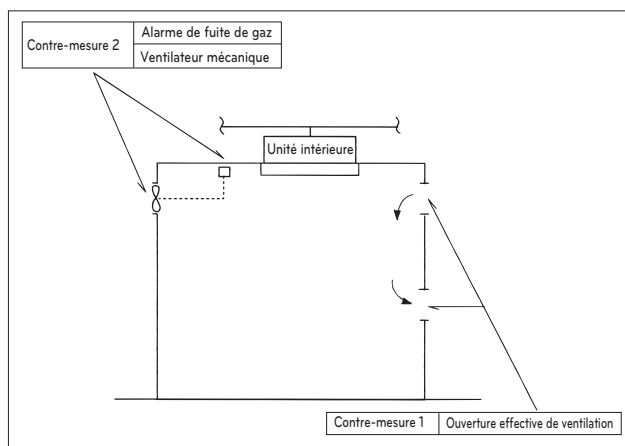 Contre-mesure 2
Alarme de fuite de gaz
Ventilateur mécanique
Unité intérieure
Contre-mesure 1
Ouverture effective de ventilation